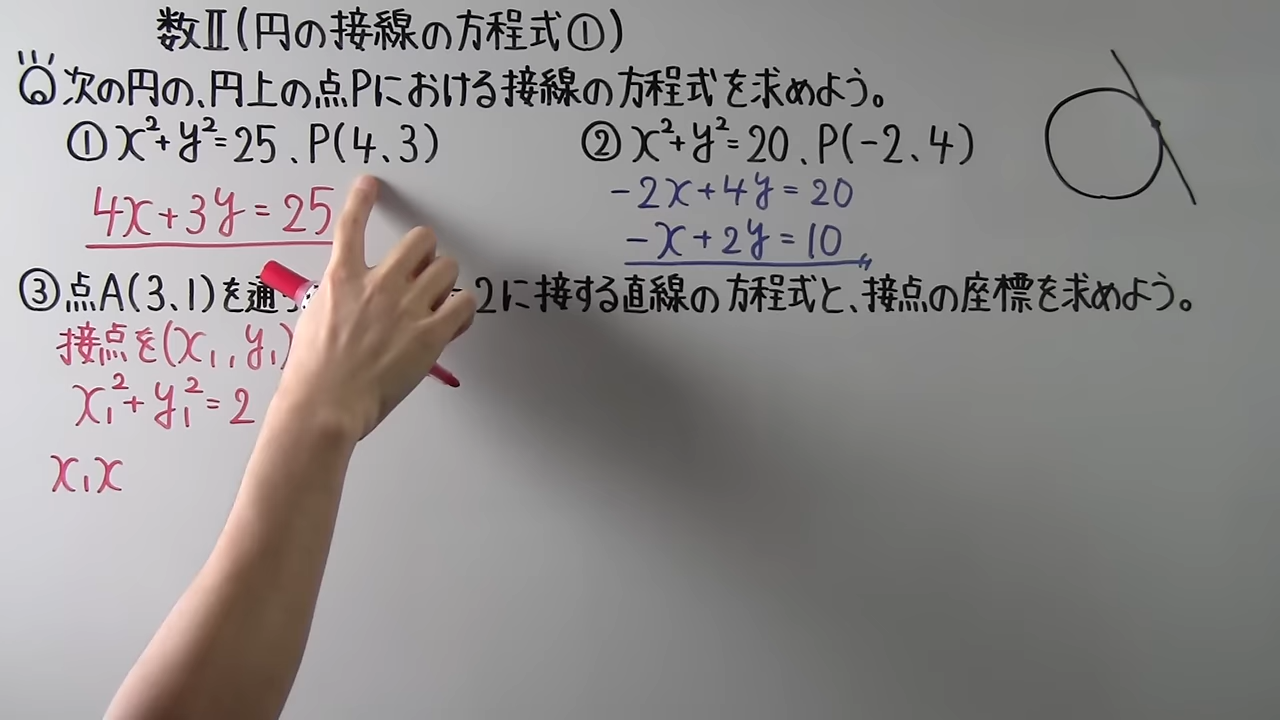 数Ⅱ(円の接線の方程式①)
Q 次の円の、円上の点Pにおける接線の方程式を求めよう。
① x²+y²=25、P(4、3)
② x²+y²=20、P(-2、4)
4x+3y=25
-2x+4y=20
-x+2y=10
③点A(3、1)を通 2に接する直線の方程式と、接点の座標を求めよう。
接点を(x₁, y₁)
x₁²+y₁²=2
x₁x